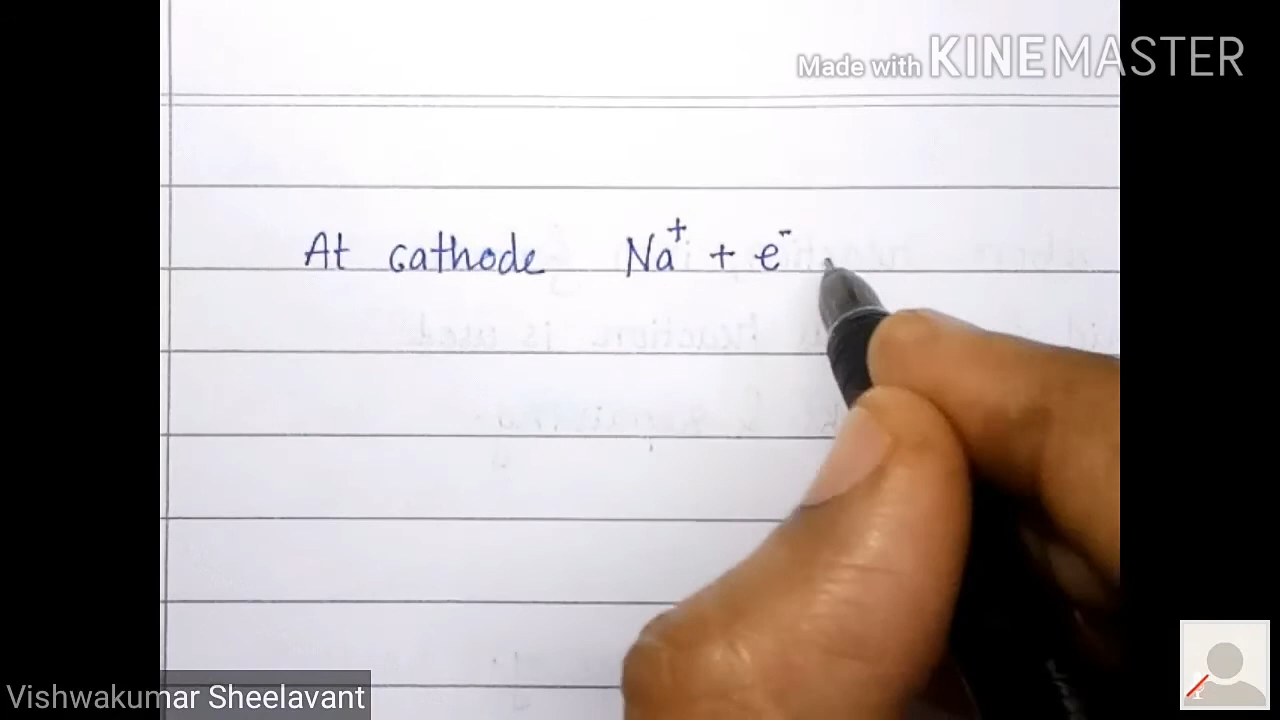 Made with KINEMASTER
At cathode Na⁺ + e⁻
Vishwakumar Sheelavant